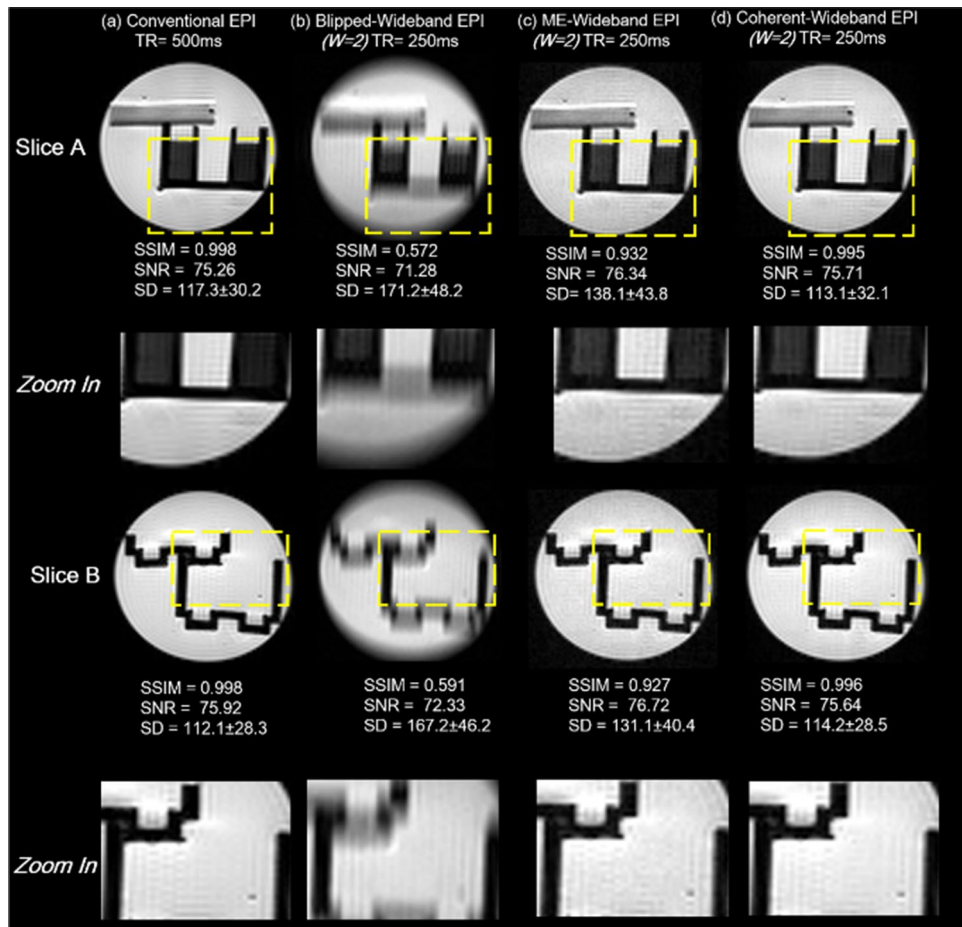 (a) Conventional EPI
TR= 500ms
(b) Blipped-Wideband EPI
(W=2) TR= 250ms
(c) ME-Wideband EPI
(W=2) TR= 250ms
(d) Coherent-Wideband EPI
(W=2) TR= 250ms
Slice A
SSIM = 0.998
SNR = 75.26
SD = 117.3±30.2
SSIM = 0.572
SNR = 71.28
SD = 171.2±48.2
SSIM = 0.932
SNR = 76.34
SD= 138.1±43.8
SSIM = 0.995
SNR = 75.71
SD = 113.1±32.1
Zoom In
Slice B
SSIM = 0.998
SNR = 75.92
SD = 112.1±28.3
SSIM = 0.591
SNR = 72.33
SD = 167.2±46.2
SSIM = 0.927
SNR = 76.72
SD = 131.1±40.4
SSIM = 0.996
SNR = 75.64
SD = 114.2±28.5
Zoom In